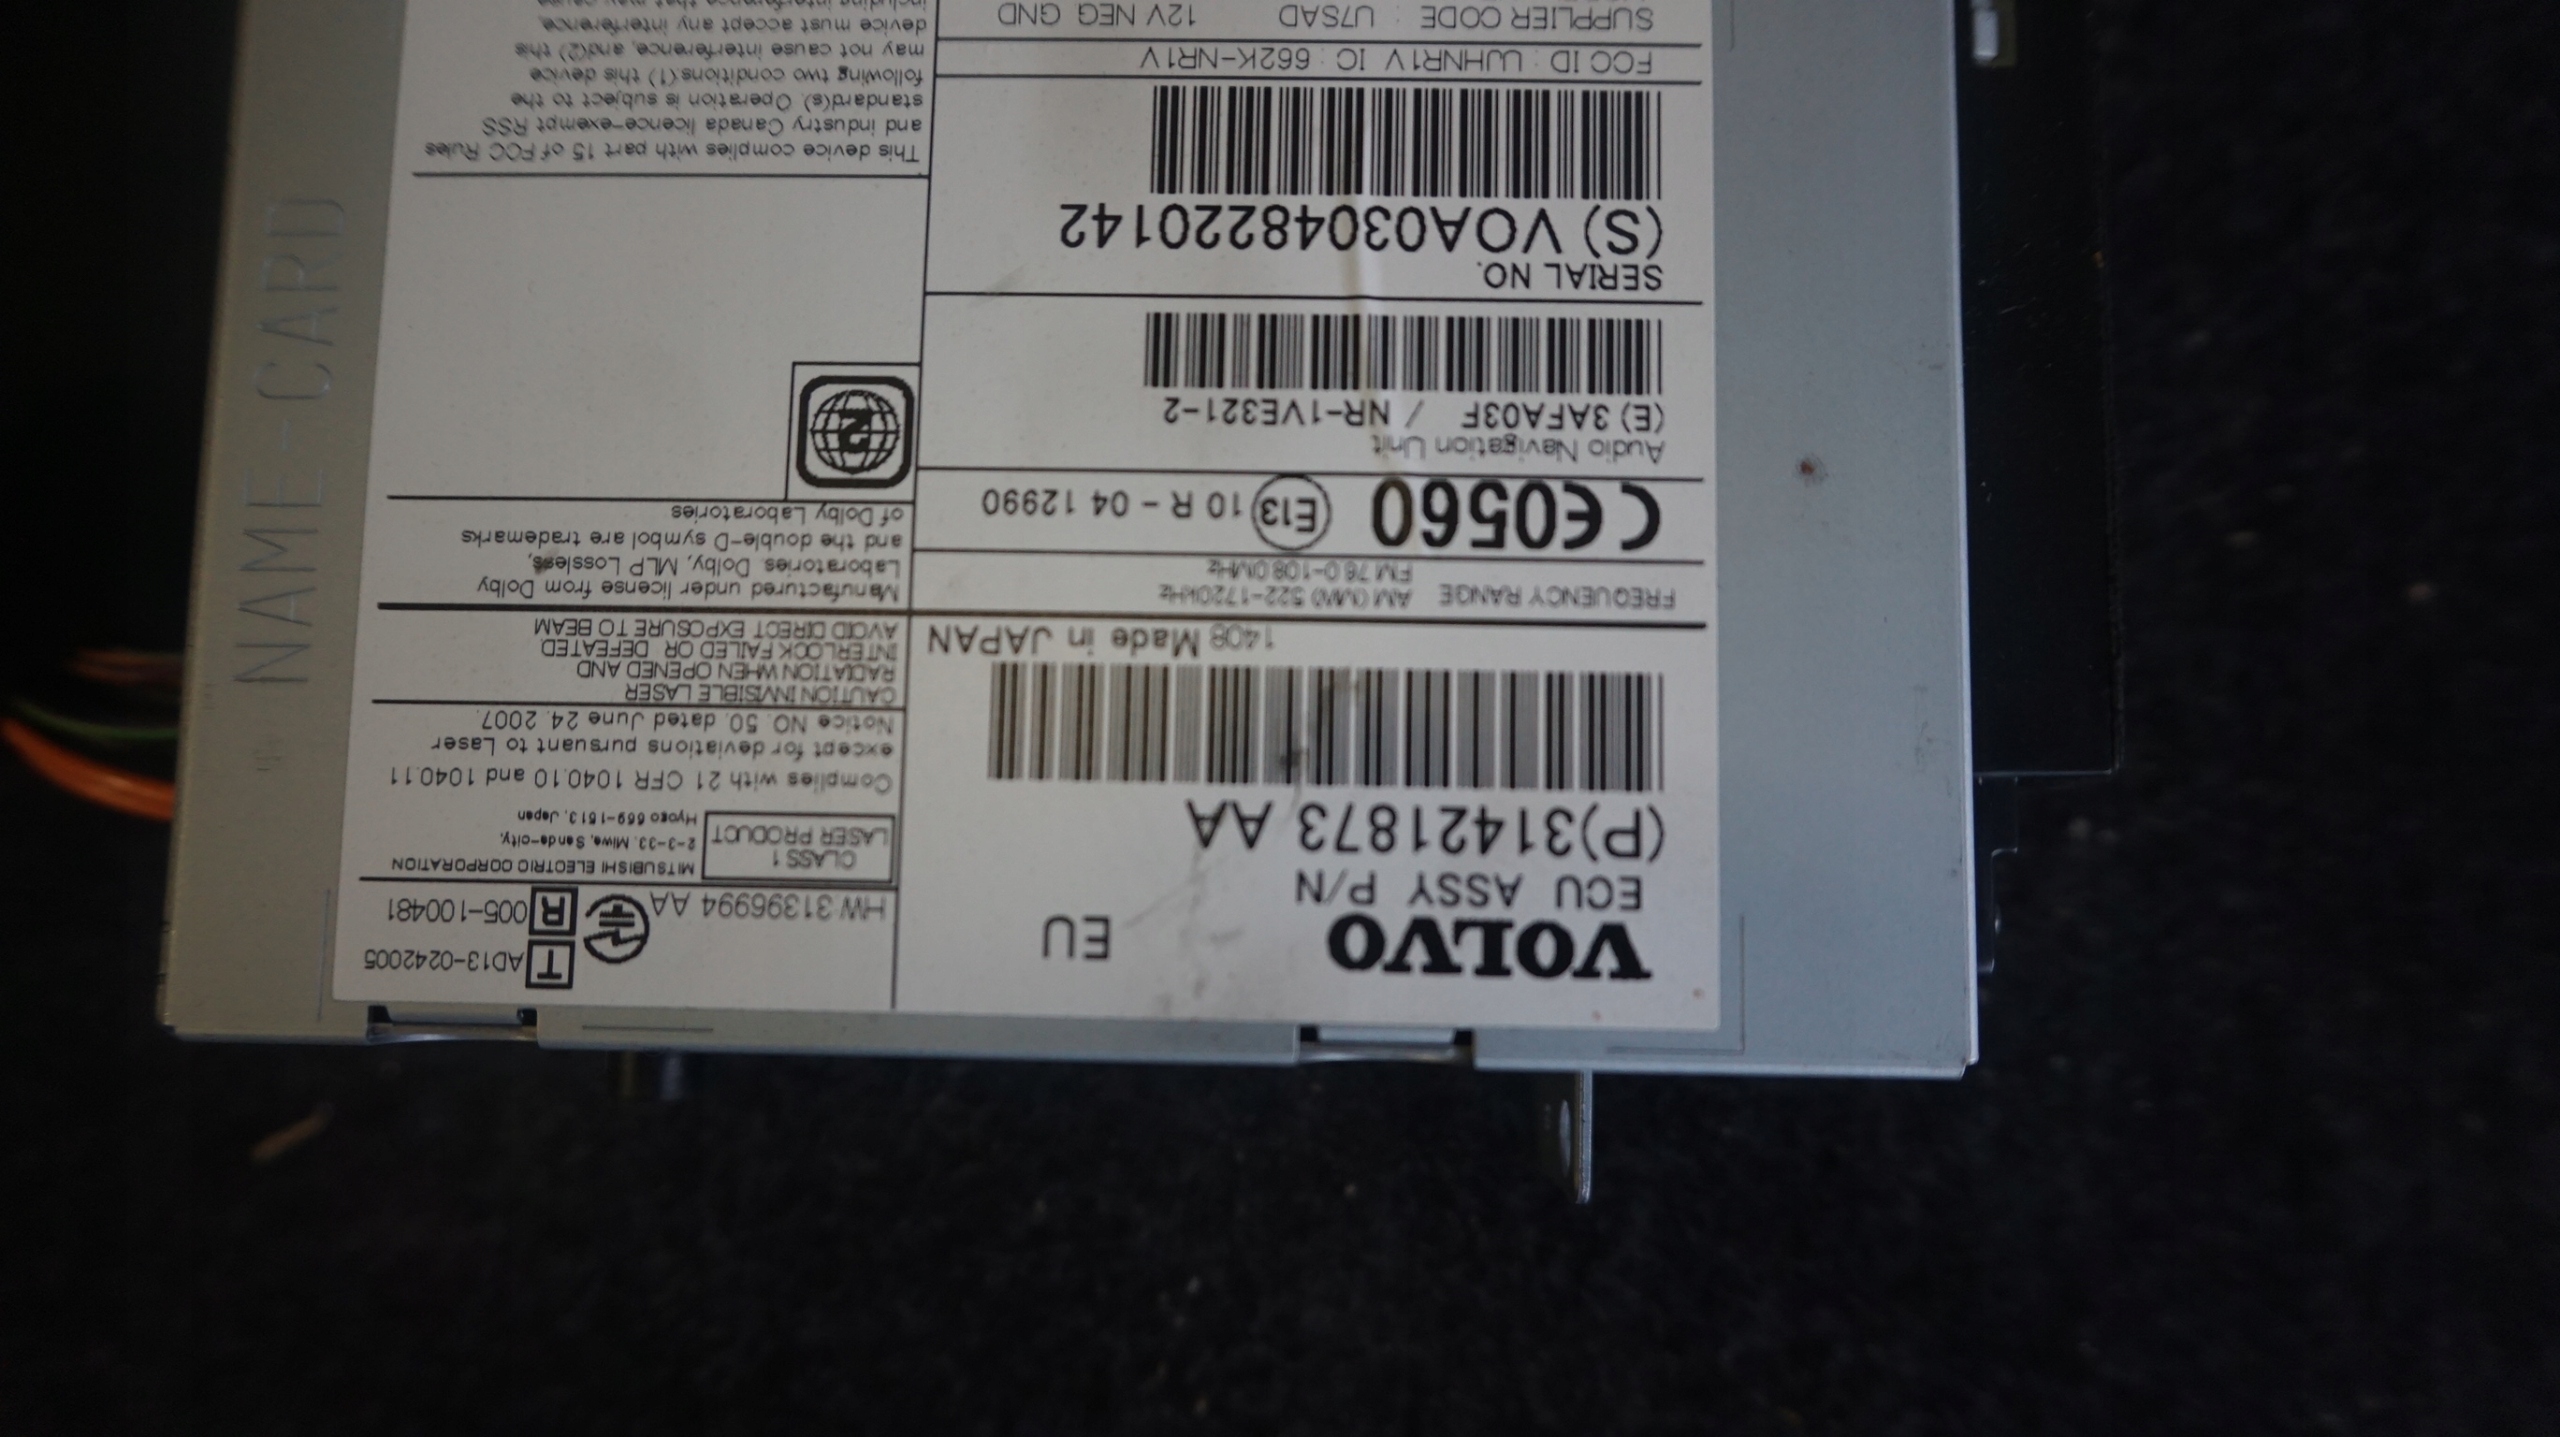 VOLVO EU
ECU ASSY P/N
(P)31421873 AA
1408 Made in JAPAN
FREQUENCY RANGE AM (MW) 522-1720kHz
FM 76.0-108.0MHz
CE0560 E13 10 R - 04 12990
Audio Navigation Unit
(E) 3AFA03F / NR-1VE321-2
SERIAL NO.
(S) VOA03048220142
FCC ID : UJHNR1V IC : 662K-NR1V
SUPPLIER CODE : U7SAD 12V NEG GND
T AD13-0242005
HW 31396994 AA R 005-100481
CLASS 1
LASER PRODUCT
MITSUBISHI ELECTRIC CORPORATION
2-3-33, Miwa, Sanda-city,
Hyogo 669-1513, Japan
Complies with 21 CFR 1040.10 and 1040.11
except for deviations pursuant to Laser
Notice NO. 50, dated June 24, 2007.
CAUTION INVISIBLE LASER
RADIATION WHEN OPENED AND
INTERLOCK FAILED OR DEFEATED
AVOID DIRECT EXPOSURE TO BEAM
Manufactured under license from Dolby
Laboratories. Dolby, MLP Lossless,
and the double-D symbol are trademarks
of Dolby Laboratories
2
This device complies with part 15 of FCC Rules
and Industry Canada licence-exempt RSS
standard(s). Operation is subject to the
following two conditions:(1) this device
may not cause interference, and(2) this
device must accept any interference,
including interference that may cause
NAME-CARD